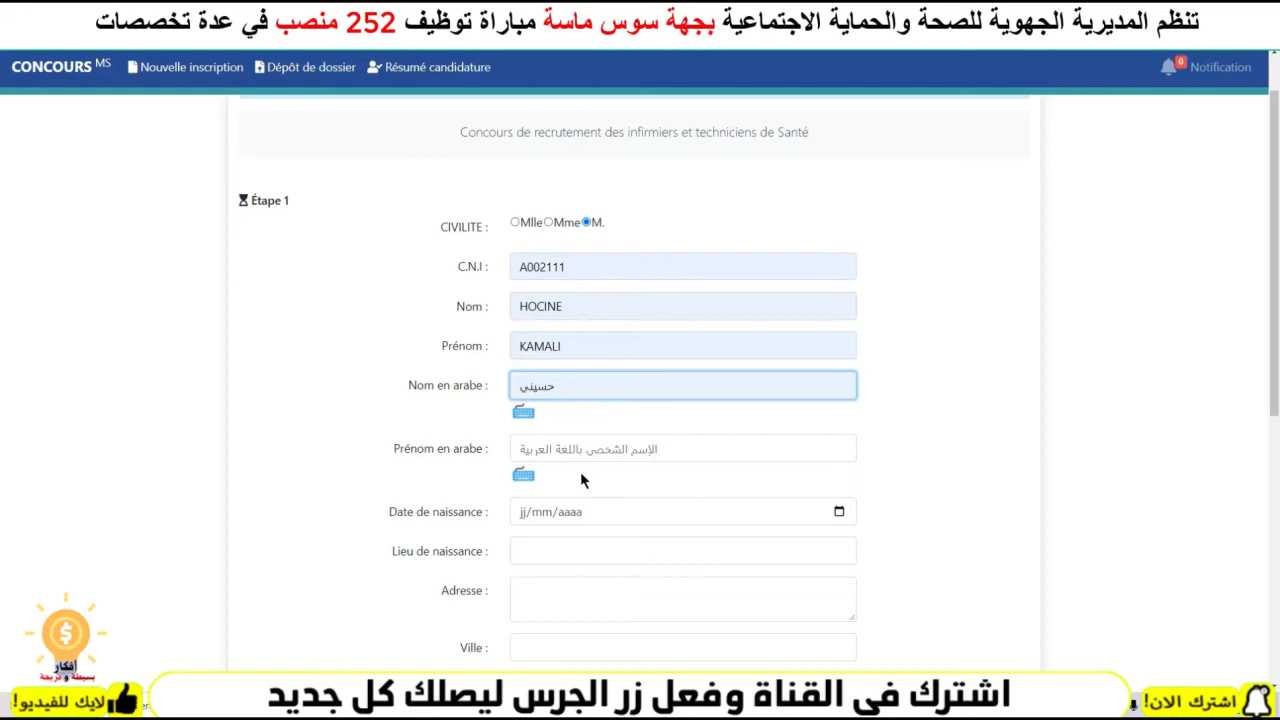 تنظم المديرية الجهوية للصحة والحماية الاجتماعية بجهة سوس ماسة مباراة توظيف 252 منصب في عدة تخصصات
CONCOURS MS Nouvelle inscription Dépôt de dossier Résumé candidature 0 Notification
Concours de recrutement des infirmiers et techniciens de Santé
Étape 1
CIVILITE : Mlle Mme M.
C.N.I : A002111
Nom : HOCINE
Prénom : KAMALI
Nom en arabe : حسيني
Prénom en arabe : الإسم الشخصي باللغة العربية
Date de naissance : jj/mm/aaaa
Lieu de naissance :
Adresse :
Ville :
$
أفكار
بسيطة و مربحة
لايك للفيديو!
اشترك في القناة وفعل زر الجرس ليصلك كل جديد
اشترك الان!